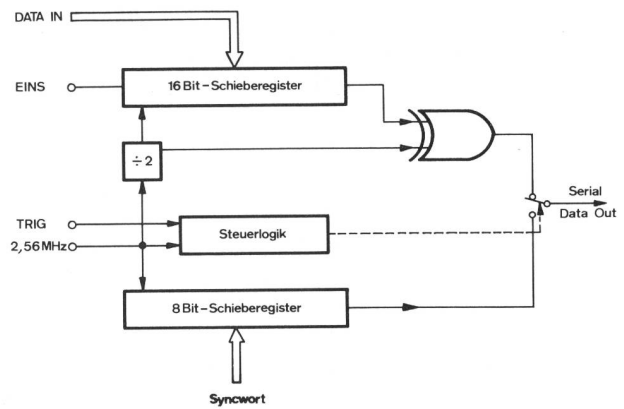 DATA IN
EINS
16 Bit – Schieberegister
÷ 2
TRIG
2,56 MHz
Steuerlogik
Serial
Data Out
8 Bit – Schieberegister
Syncwort